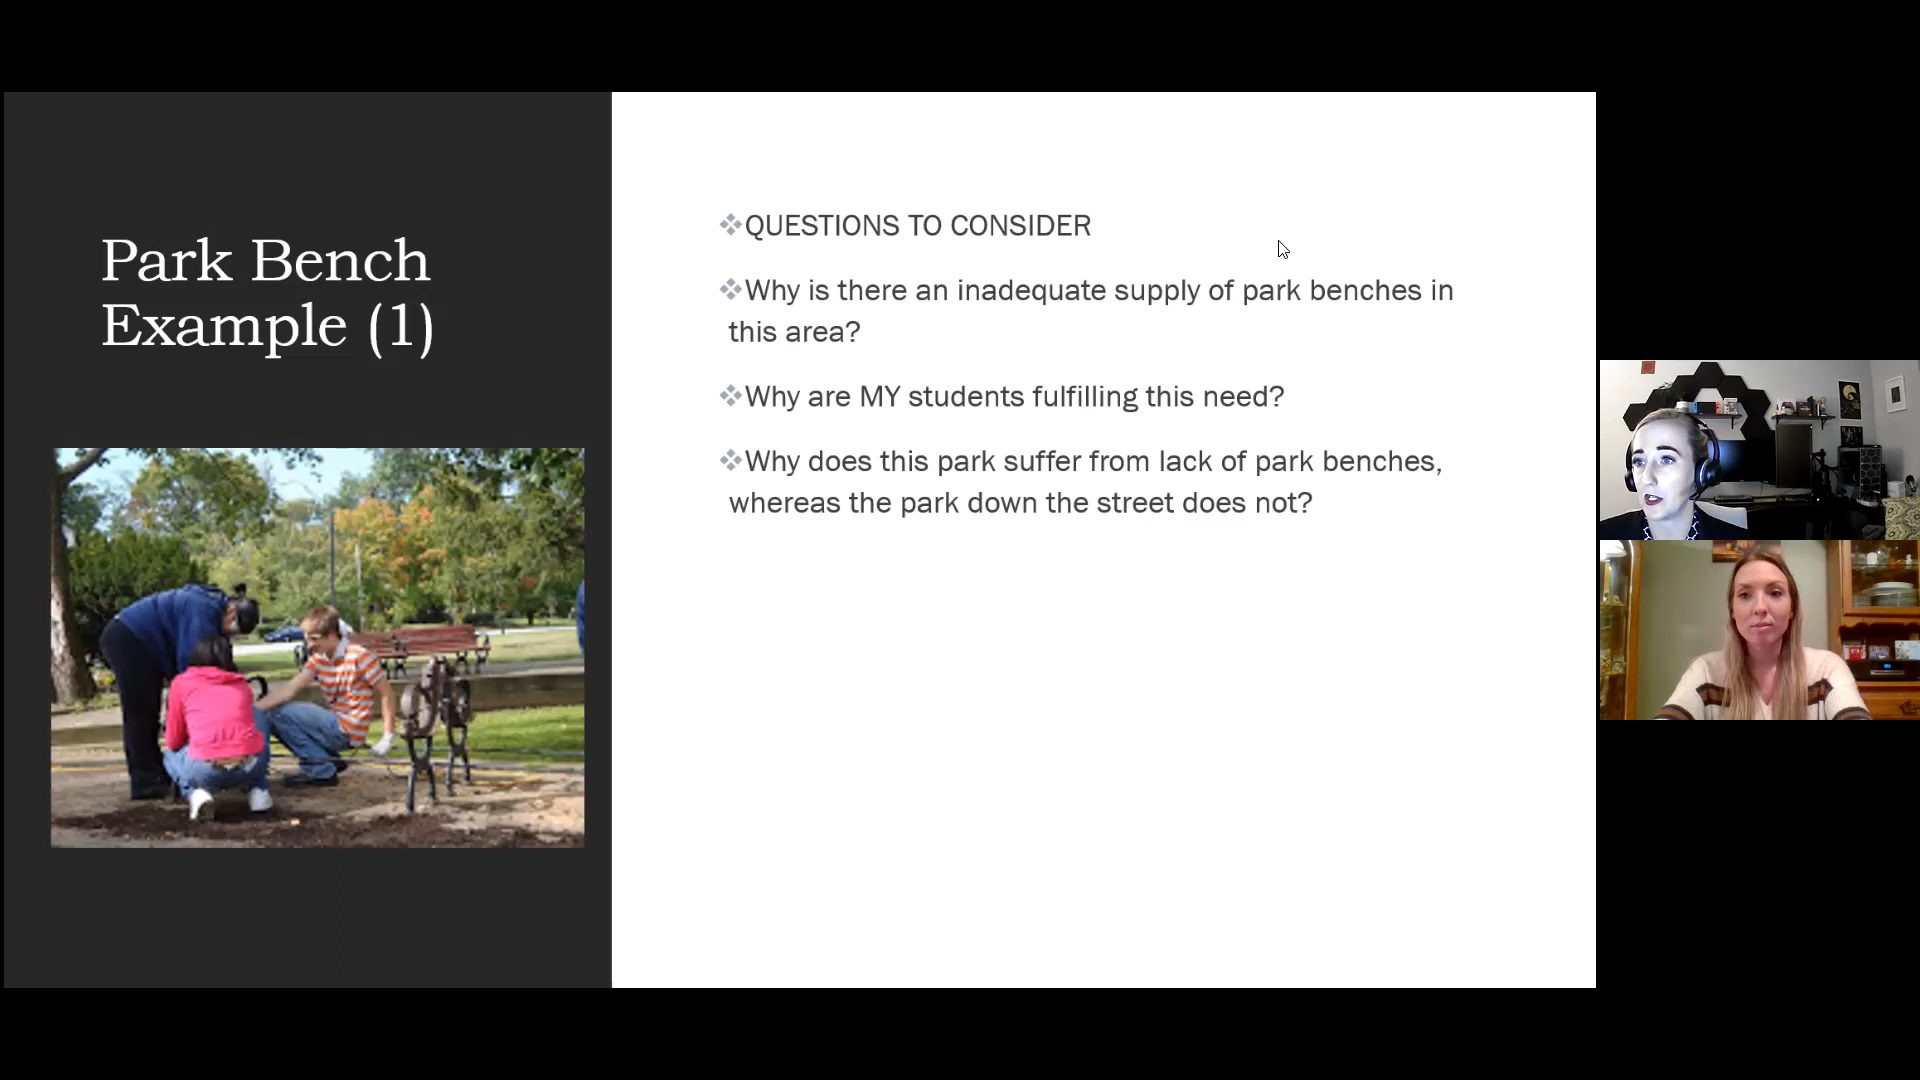 Park Bench
Example (1)
❖QUESTIONS TO CONSIDER
❖Why is there an inadequate supply of park benches in
this area?
❖Why are MY students fulfilling this need?
❖Why does this park suffer from lack of park benches,
whereas the park down the street does not?